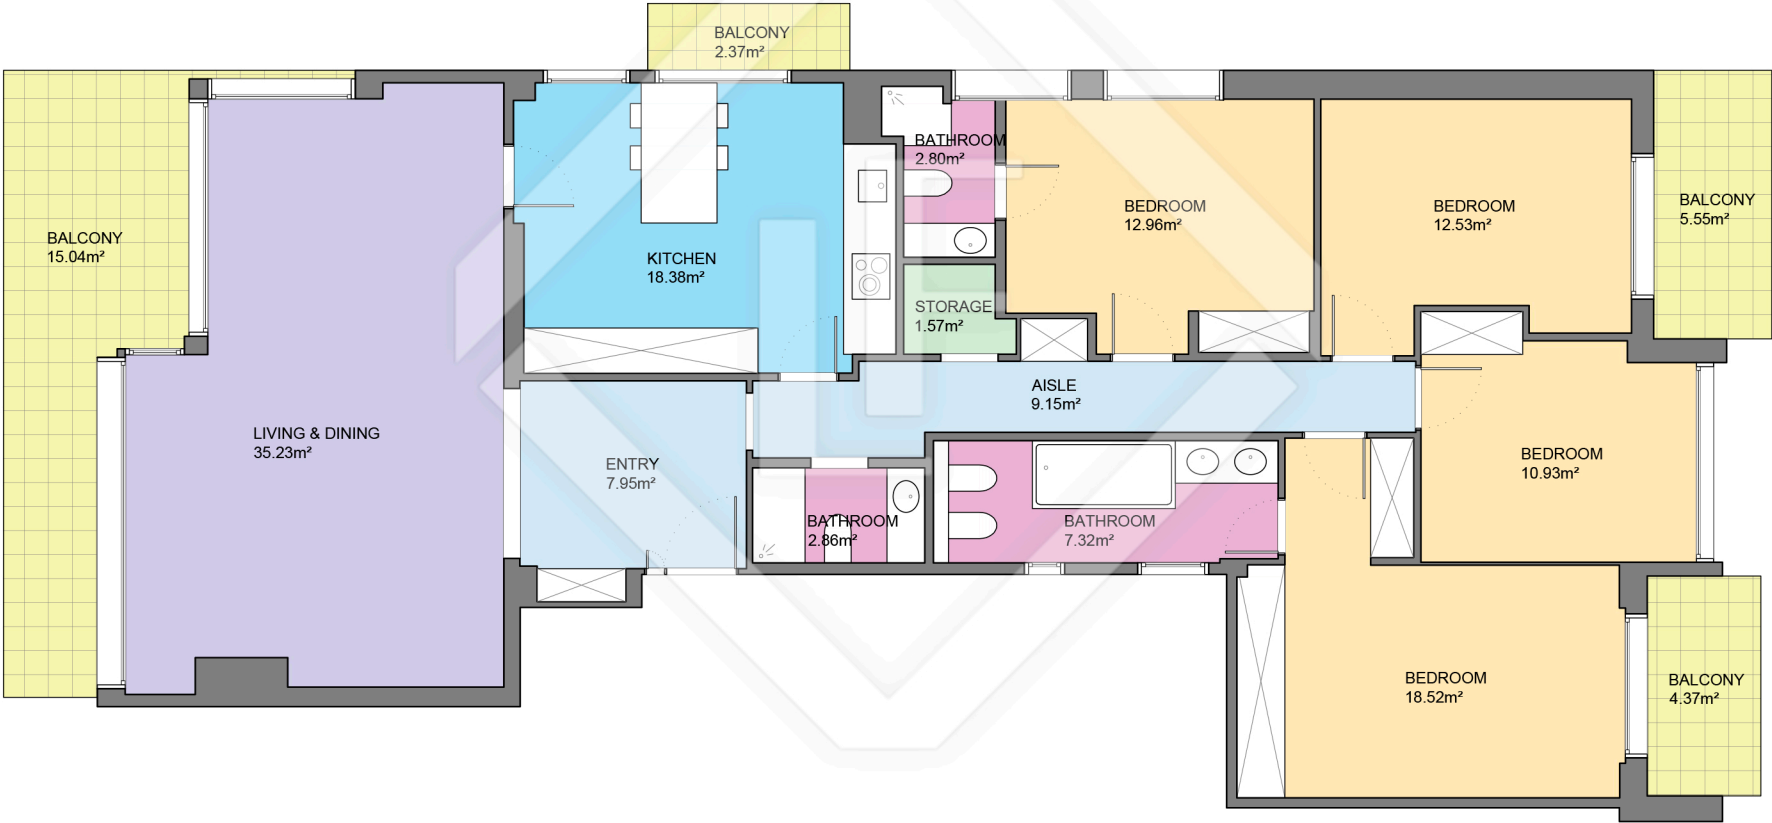 BALCONY
2.37m²
BATHROOM
2.80m²
BEDROOM
12.96m²
BEDROOM
12.53m²
BALCONY
5.55m²
BALCONY
15.04m²
KITCHEN
18.38m²
STORAGE
1.57m²
AISLE
9.15m²
LIVING & DINING
35.23m²
ENTRY
7.95m²
BEDROOM
10.93m²
BATHROOM
2.86m²
BATHROOM
7.32m²
BEDROOM
18.52m²
BALCONY
4.37m²